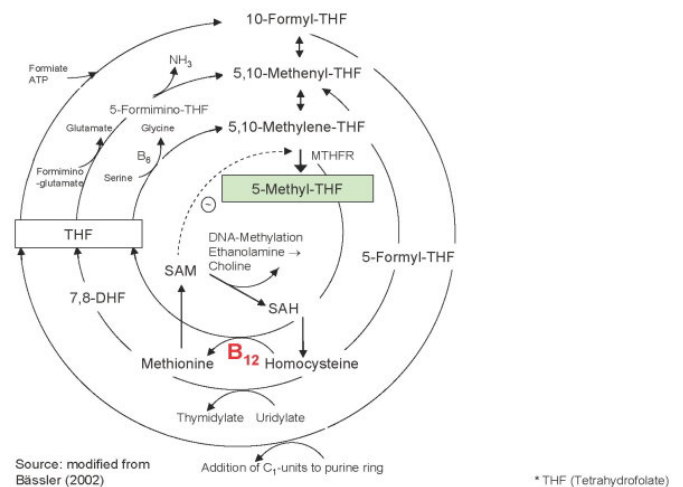 10-Formyl-THF
Formiate
ATP
NH3
5,10-Methenyl-THF
5-Formimino-THF
Glutamate
Glycine
5,10-Methylene-THF
B6
MTHFR
Formimino
-glutamate
Serine
5-Methyl-THF
~
THF
DNA-Methylation
Ethanolamine →
Choline
5-Formyl-THF
SAM
7,8-DHF
SAH
B12
Methionine
Homocysteine
Thymidylate
Uridylate
Source: modified from
Bässler (2002)
Addition of C1-units to purine ring
* THF (Tetrahydrofolate)